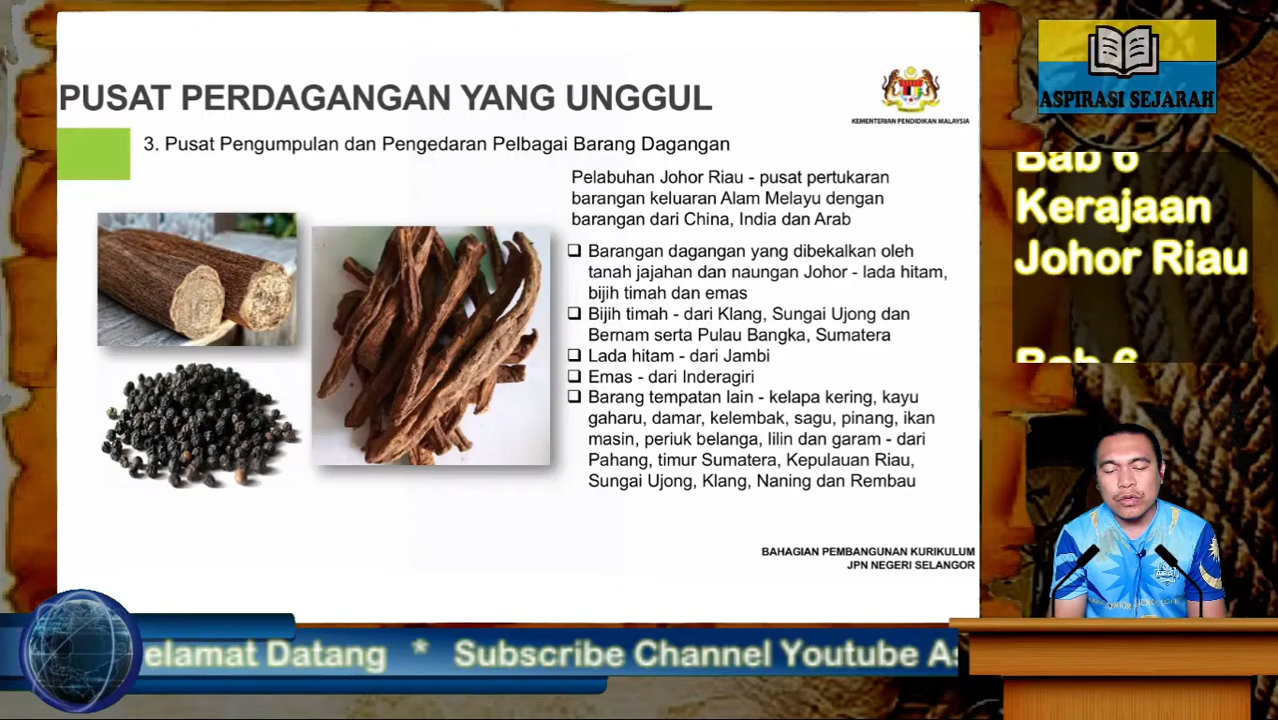 PUSAT PERDAGANGAN YANG UNGGUL
KEMENTERIAN PENDIDIKAN MALAYSIA
3. Pusat Pengumpulan dan Pengedaran Pelbagai Barang Dagangan
Pelabuhan Johor Riau - pusat pertukaran
barangan keluaran Alam Melayu dengan
barangan dari China, India dan Arab
Barangan dagangan yang dibekalkan oleh
tanah jajahan dan naungan Johor - lada hitam,
bijih timah dan emas
Bijih timah - dari Klang, Sungai Ujong dan
Bernam serta Pulau Bangka, Sumatera
Lada hitam - dari Jambi
Emas - dari Inderagiri
Barang tempatan lain - kelapa kering, kayu
gaharu, damar, kelembak, sagu, pinang, ikan
masin, periuk belanga, lilin dan garam - dari
Pahang, timur Sumatera, Kepulauan Riau,
Sungai Ujong, Klang, Naning dan Rembau
BAHAGIAN PEMBANGUNAN KURIKULUM
JPN NEGERI SELANGOR
ASPIRASI SEJARAH
Bab 6
Kerajaan
Johor Riau
Bab 6
elamat Datang * Subscribe Channel Youtube As